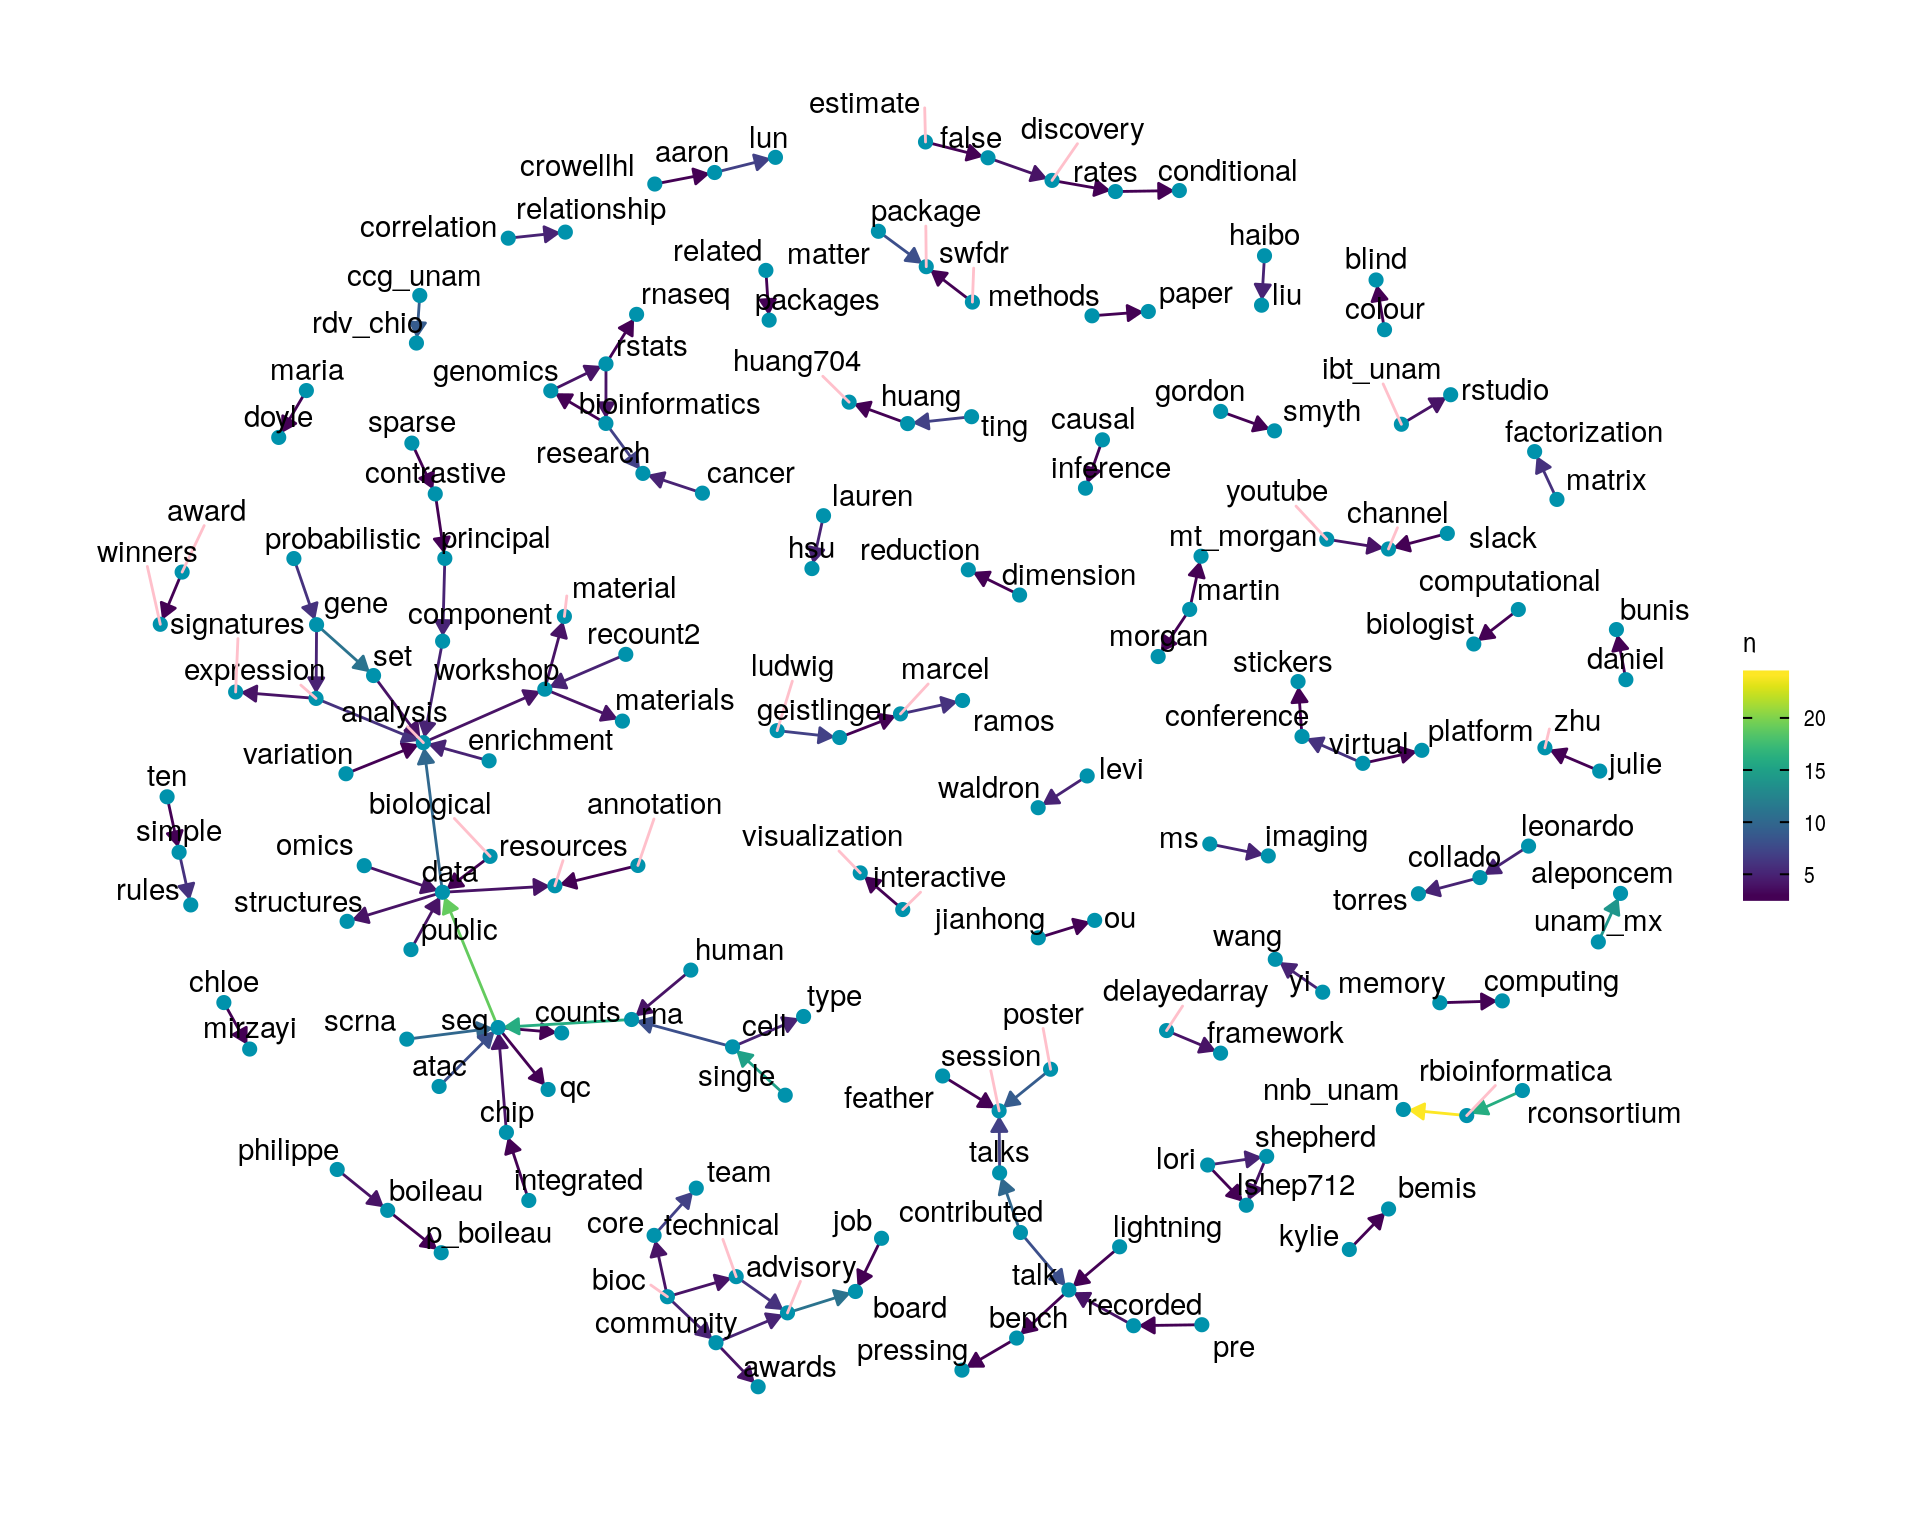 estimate
false
discovery
lun
aaron
crowellhl
rates
conditional
relationship
correlation
package
haibo
related
matter
swfdr
blind
ccg_unam
rnaseq
packages
methods
paper
liu
colour
rdv_chio
rstats
huang704
maria
genomics
huang
ibt_unam
rstudio
gordon
smyth
doyle
sparse
bioinformatics
ting
causal
factorization
research
inference
contrastive
cancer
matrix
lauren
youtube
award
channel
winners
probabilistic
principal
hsu
reduction
mt_morgan
slack
dimension
material
computational
gene
component
martin
bunis
signatures
recount2
morgan
biologist
set
workshop
expression
ludwig
marcel
stickers
daniel
n
analysis
materials
geistlinger
ramos
conference
zhu
20
variation
enrichment
virtual
platform
julie
ten
levi
15
waldron
biological
annotation
10
simple
omics
resources
visualization
ms
imaging
leonardo
data
collado
aleponcem
5
rules
structures
interactive
torres
public
jianhong
ou
unam_mx
human
wang
chloe
counts
type
yi
memory
computing
mirzayi
scrna
seq
rna
cell
poster
delayedarray
framework
atac
single
session
qc
feather
nnb_unam
rbioinformatica
chip
rconsortium
philippe
talks
lori
shepherd
integrated
team
boileau
lshep712
bemis
core
technical
job
contributed
lightning
p_boileau
kylie
bioc
advisory
talk
community
board
bench
recorded
pressing
pre
awards